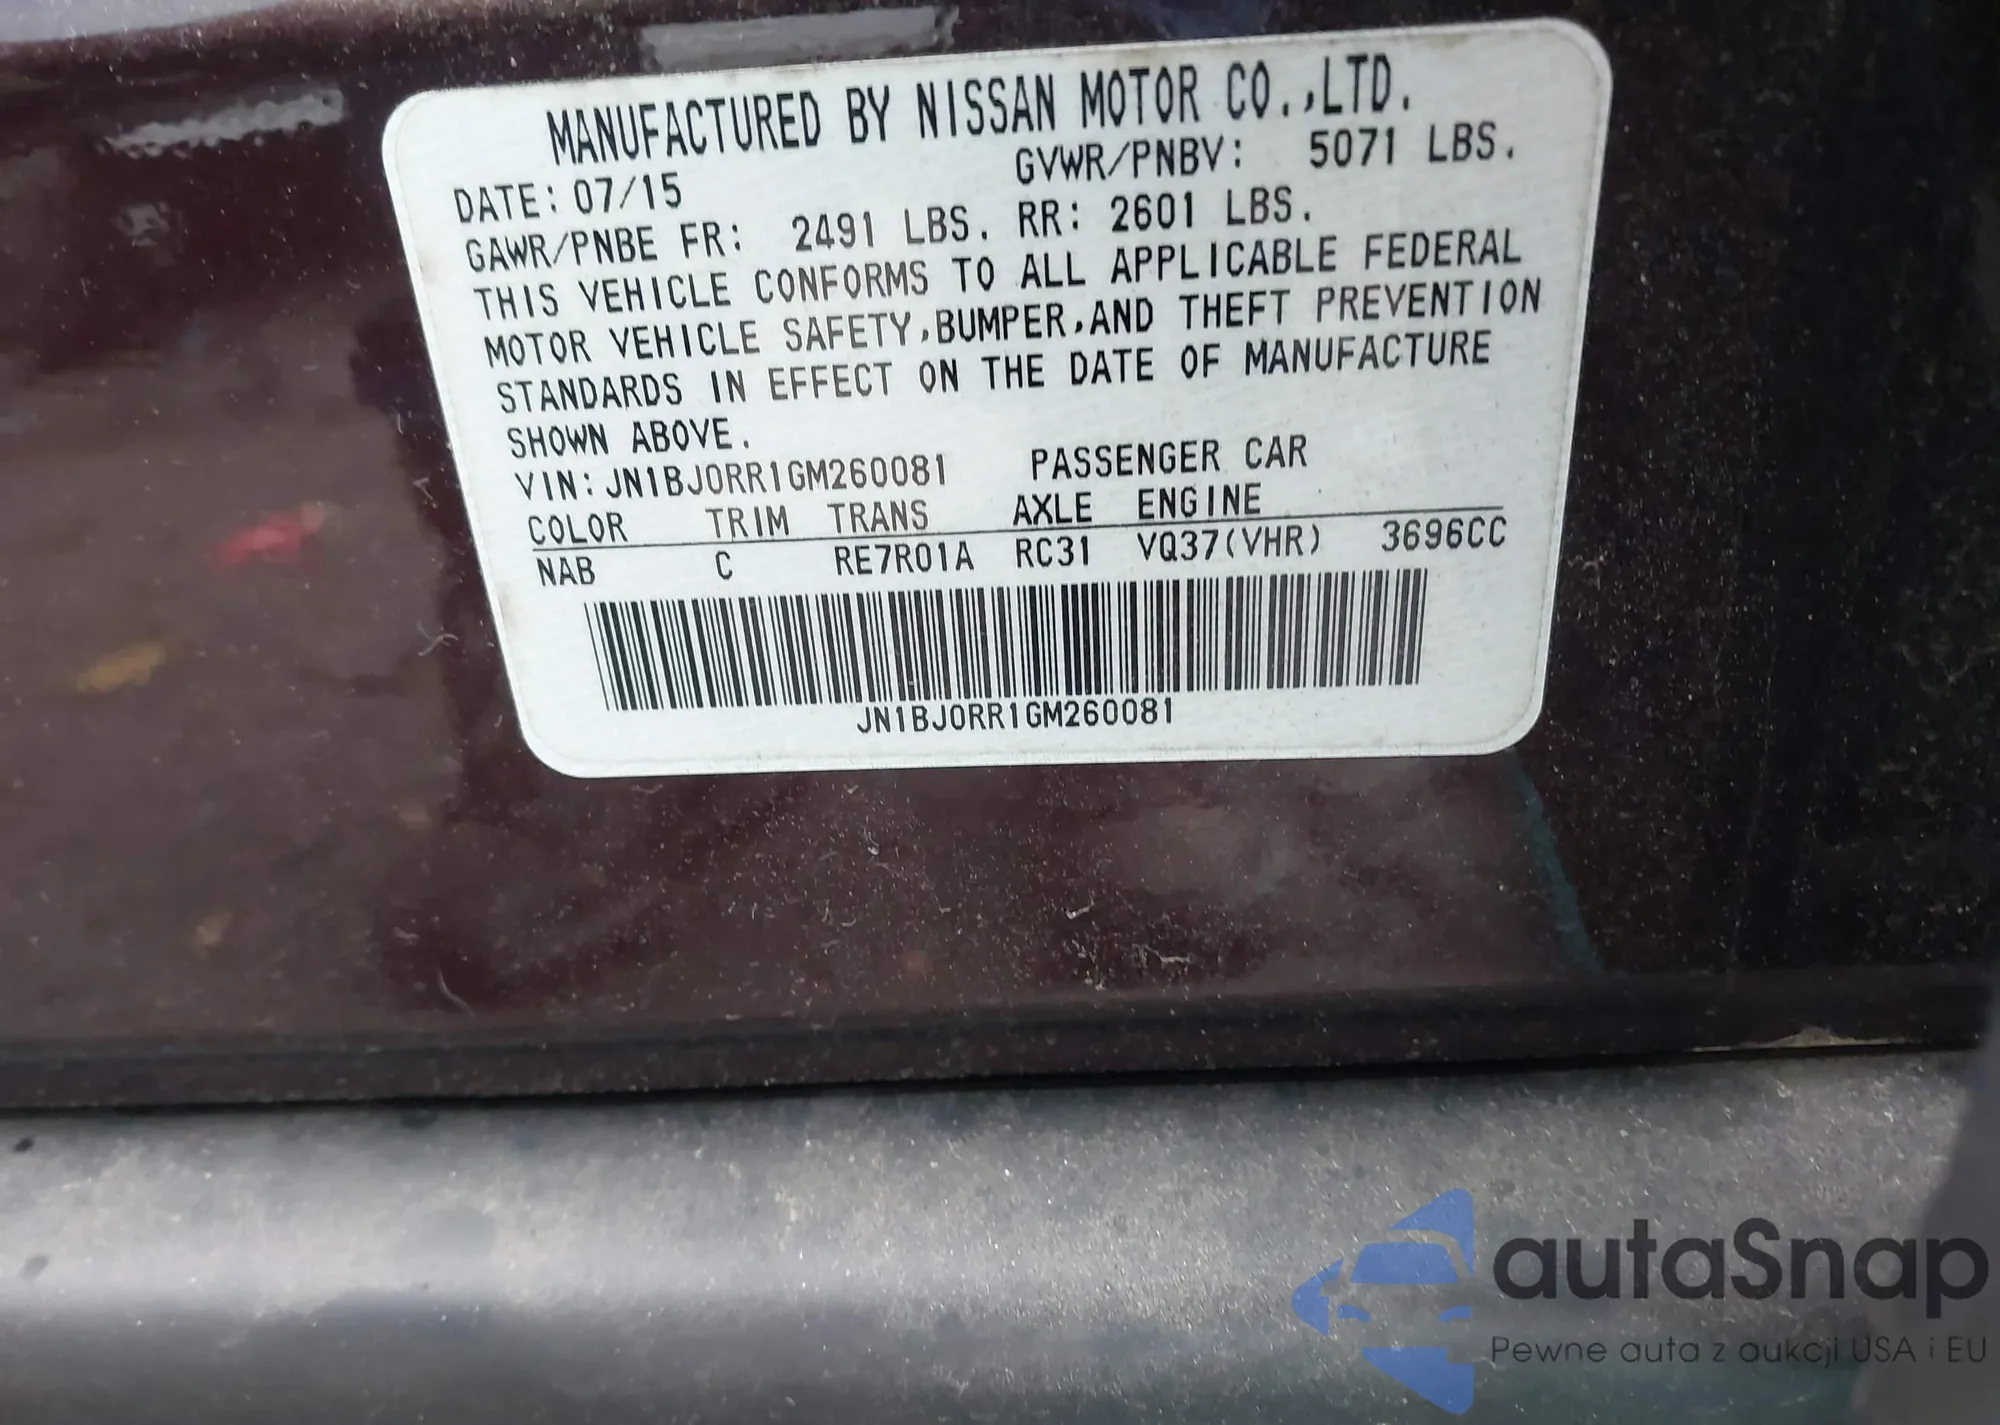 MANUFACTURED BY NISSAN MOTOR CO.,LTD.
DATE: 07/15 GVWR/PNBV: 5071 LBS.
GAWR/PNBE FR: 2491 LBS. RR: 2601 LBS.
THIS VEHICLE CONFORMS TO ALL APPLICABLE FEDERAL
MOTOR VEHICLE SAFETY,BUMPER,AND THEFT PREVENTION
STANDARDS IN EFFECT ON THE DATE OF MANUFACTURE
SHOWN ABOVE.
VIN: JN1BJ0RR1GM260081 PASSENGER CAR
COLOR TRIM TRANS AXLE ENGINE
NAB C RE7R01A RC31 VQ37(VHR) 3696CC
JN1BJ0RR1GM260081
autaSnap
Pewne auta z aukcji USA i EU